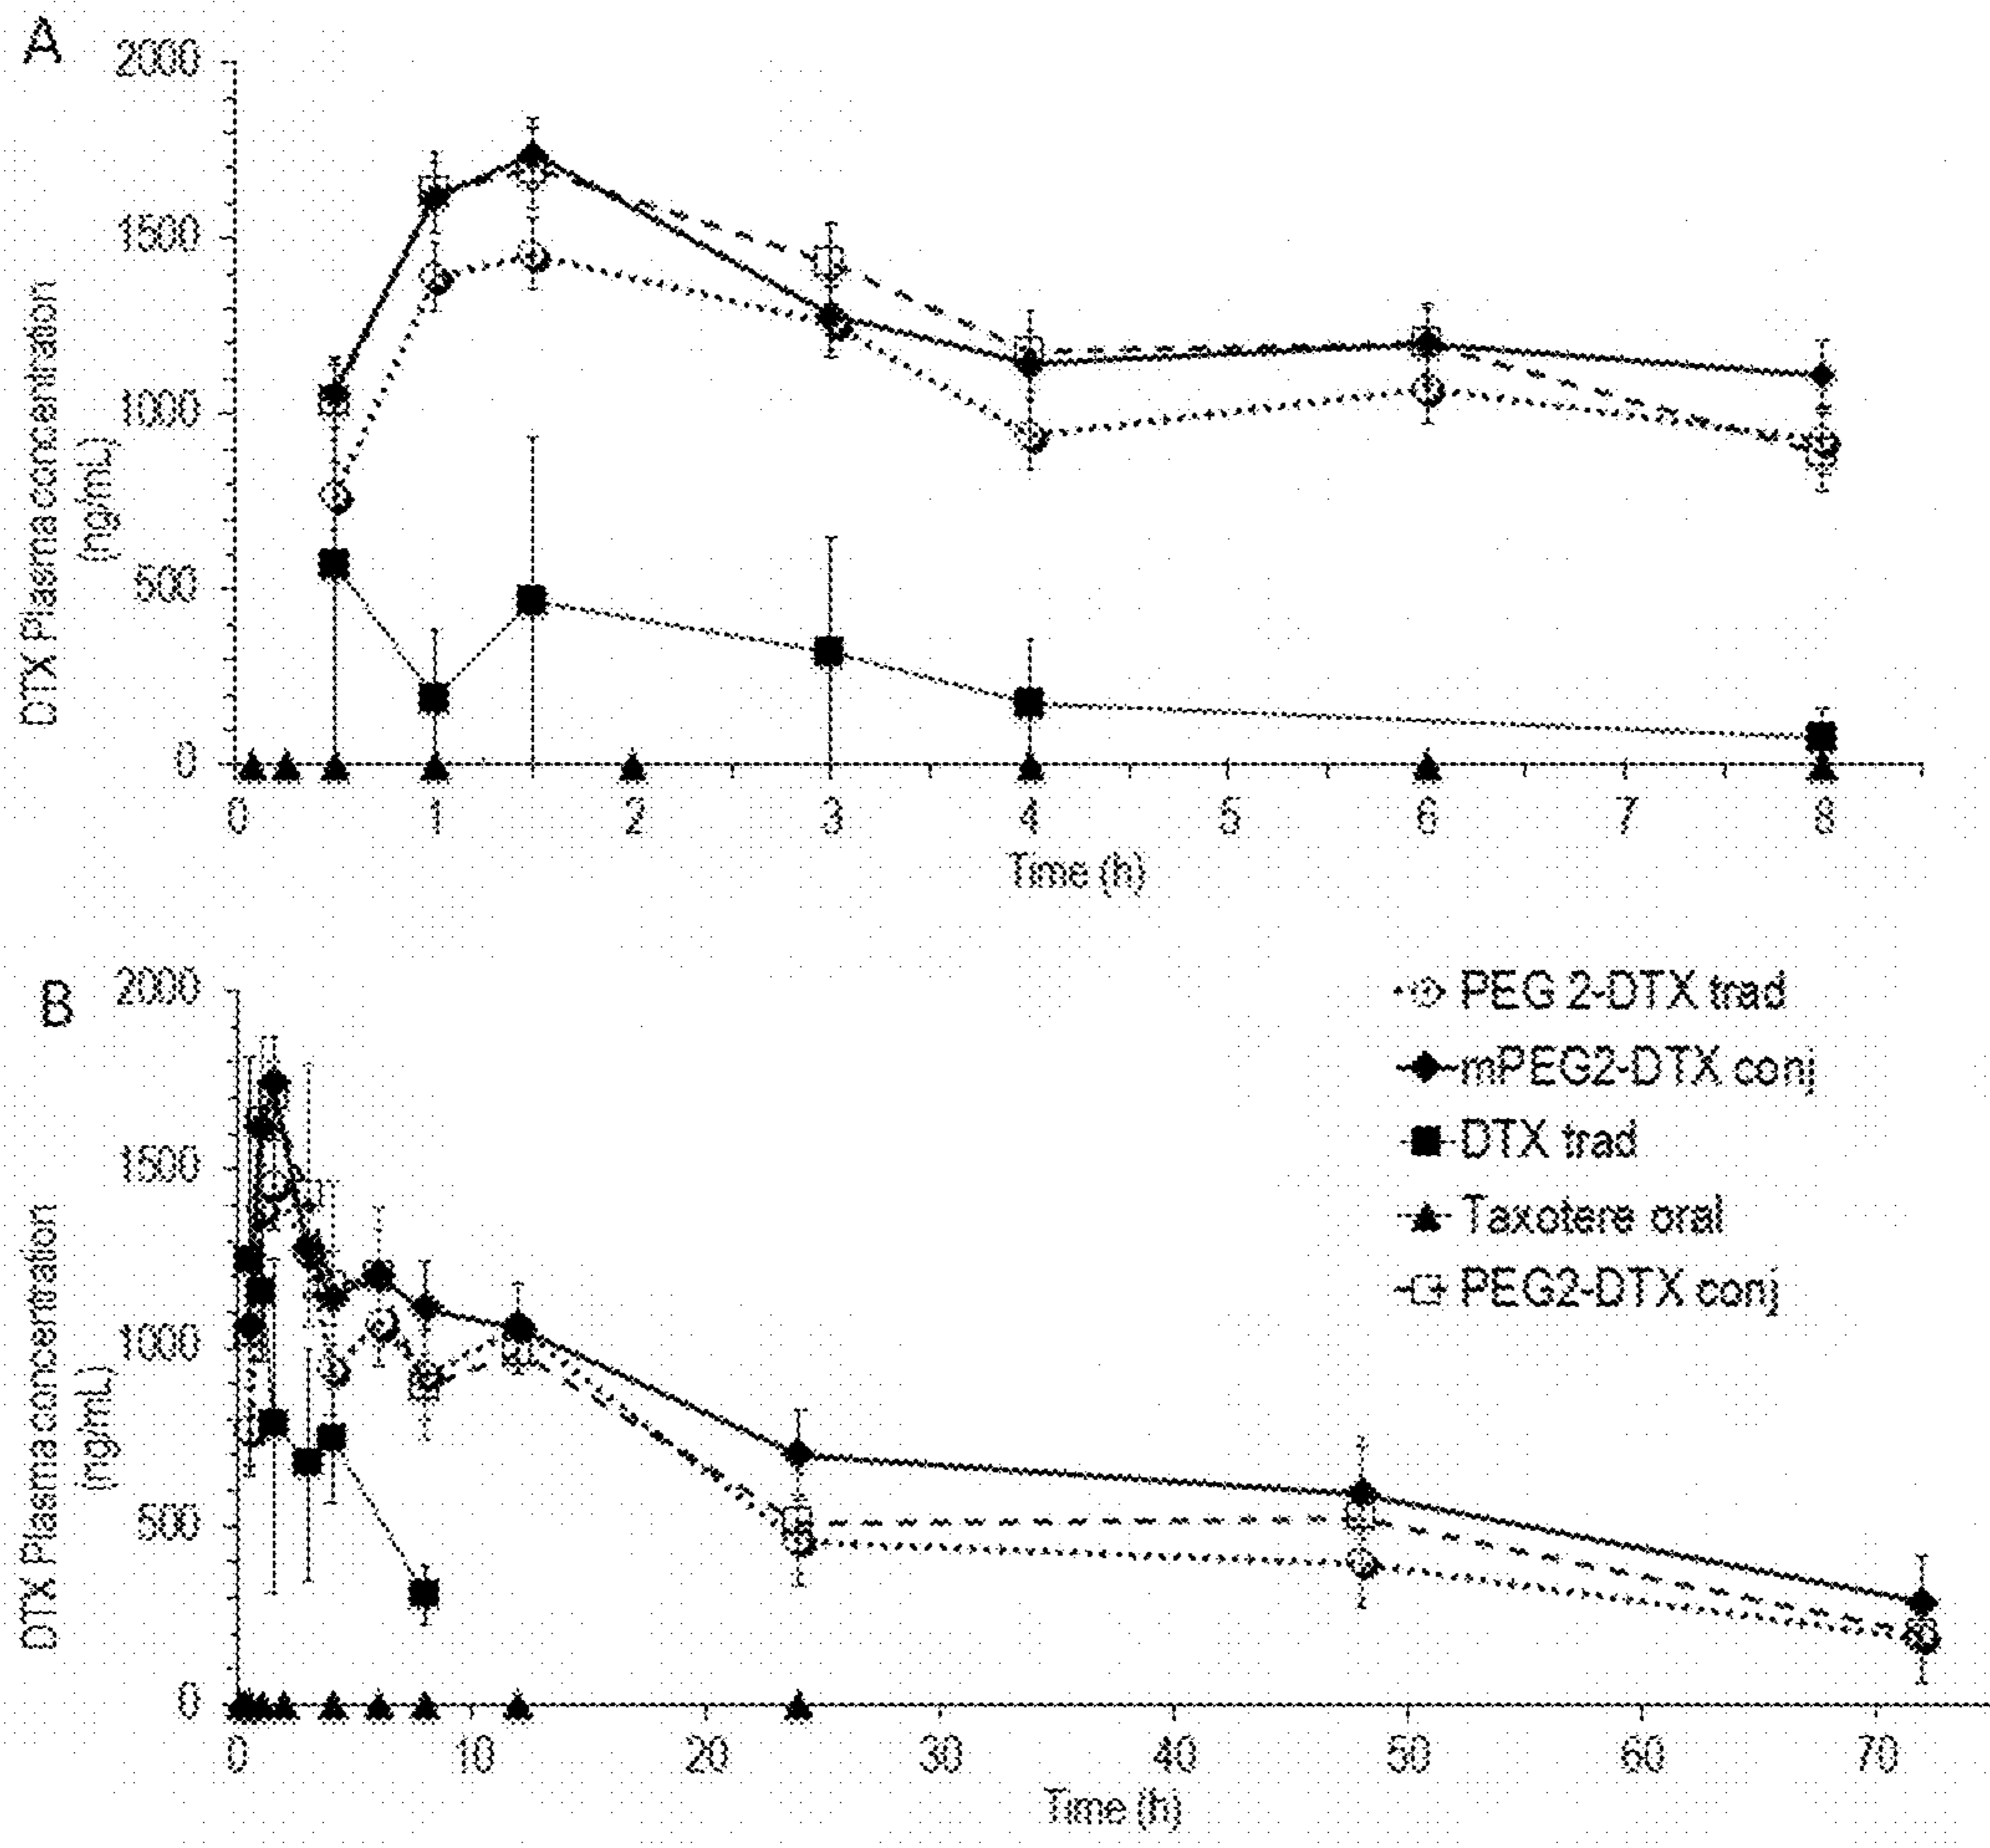 A
2000
1500
1000
500
0
DTX Plasma concentration
(ng/mL)
0 1 2 3 4 5 6 7 8
Time (h)
B
2000
1500
1000
500
0
DTX Plasma concentration
(ng/mL)
PEG 2-DTX trad
mPEG2-DTX conj
DTX trad
Taxotere oral
PEG2-DTX conj
0 10 20 30 40 50 60 70
Time (h)